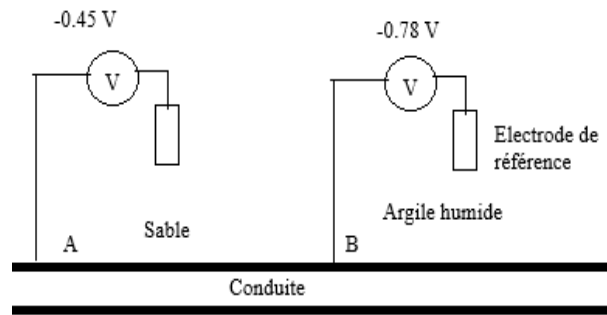 -0.45 V
-0.78 V
V
V
Electrode de
référence
Sable
Argile humide
A
B
Conduite